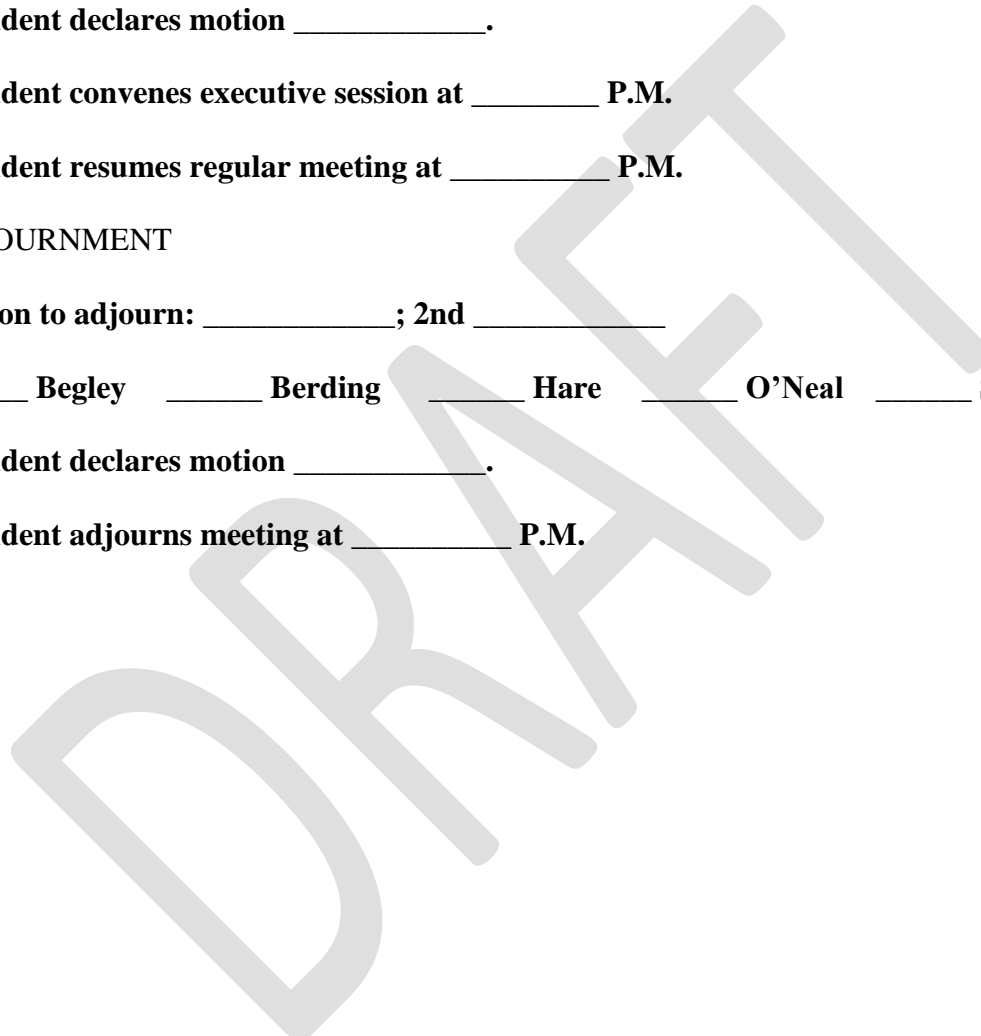 dent declares motion ____________.
dent convenes executive session at ________ P.M.
dent resumes regular meeting at __________ P.M.
OURNMENT
on to adjourn: ____________; 2nd ____________
__ Begley ______ Berding ______ Hare ______ O’Neal ______
dent declares motion ____________.
dent adjourns meeting at __________ P.M.
DRAFT